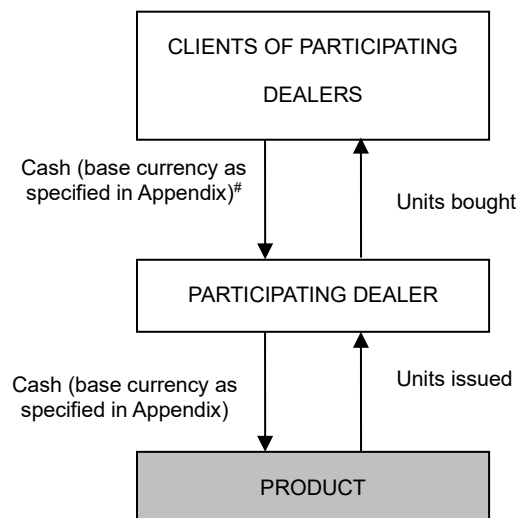 CLIENTS OF PARTICIPATING
DEALERS
Cash (base currency as
specified in Appendix)#
Units bought
PARTICIPATING DEALER
Cash (base currency as
specified in Appendix)
Units issued
PRODUCT